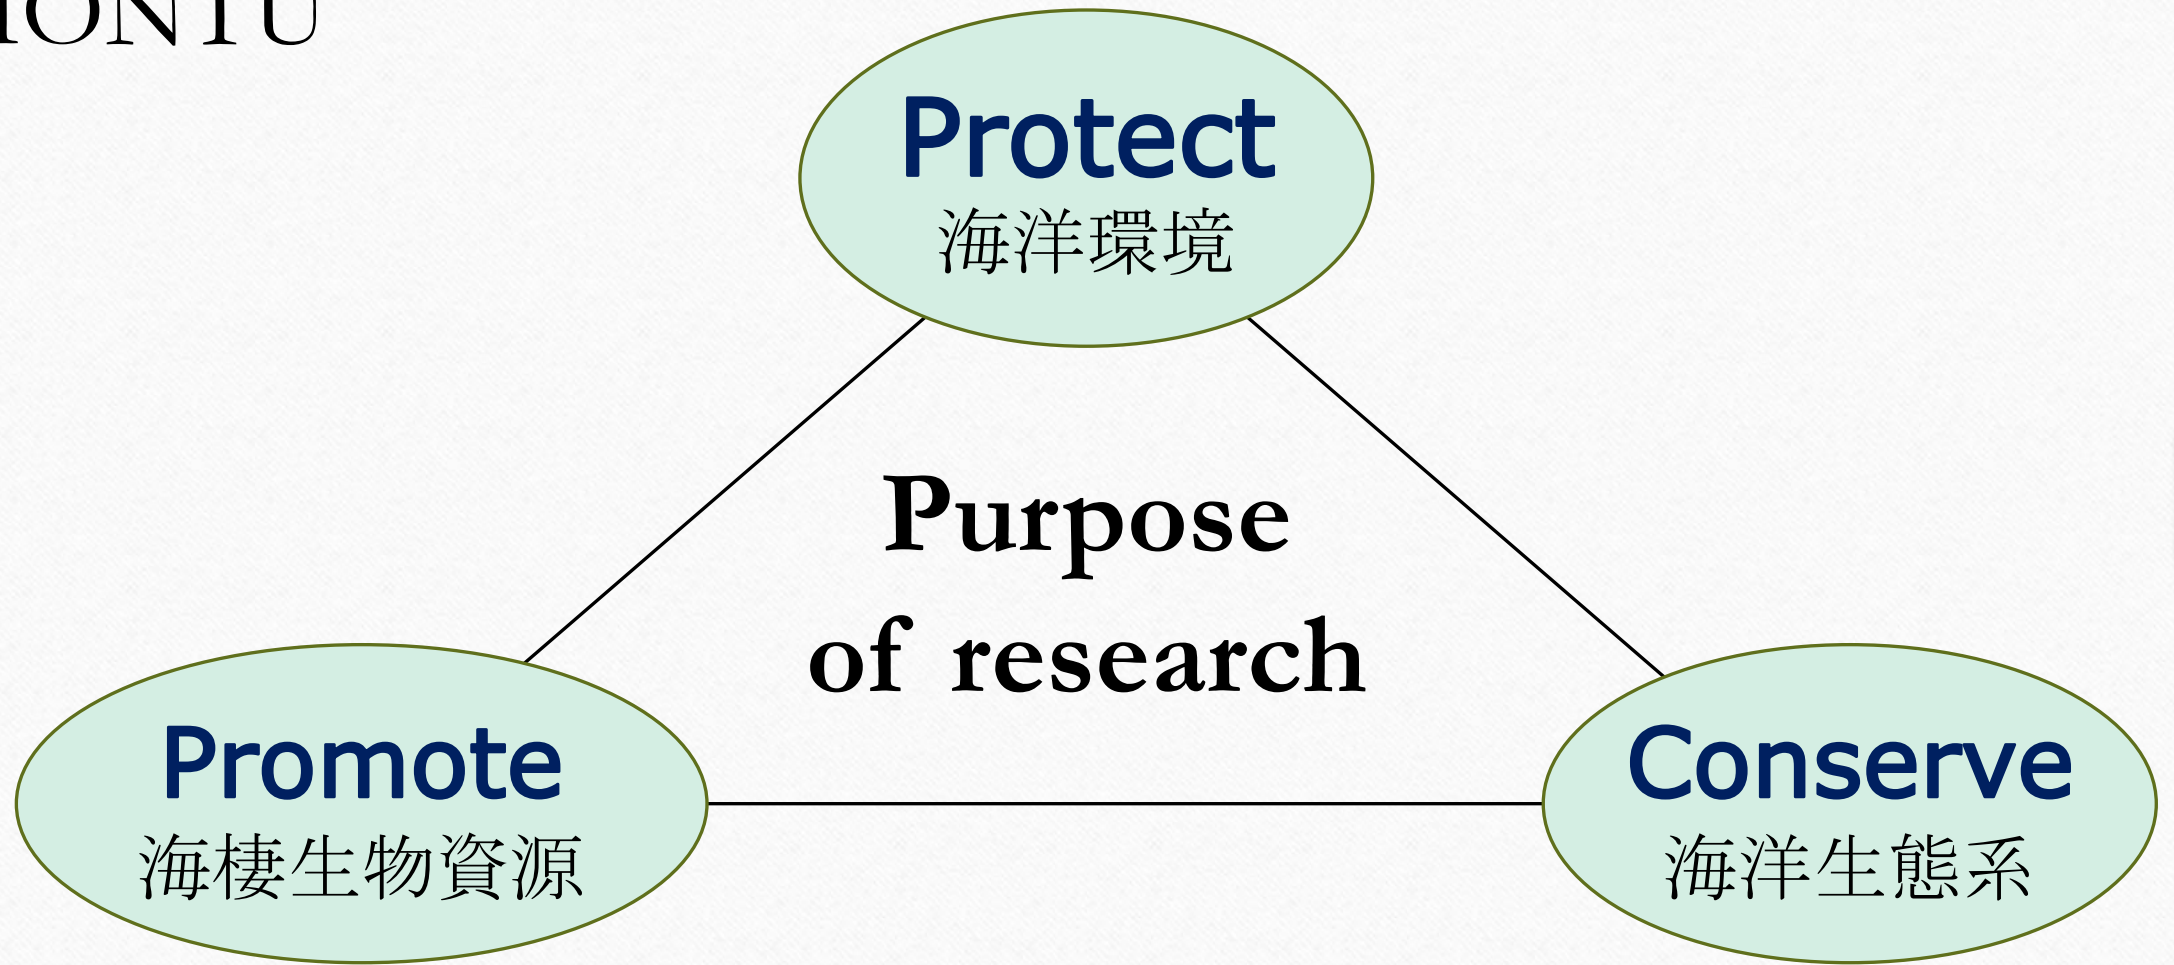 IONTU
Protect
海洋環境
Purpose
of research
Promote
海棲生物資源
Conserve
海洋生態系